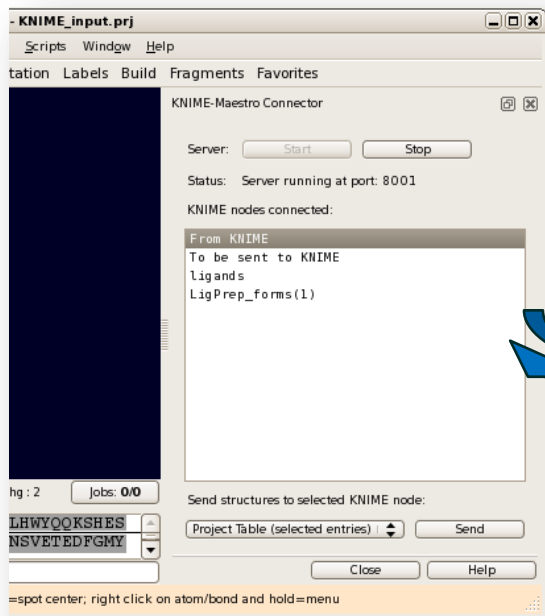 - KNIME_input.prj
Scripts Window Help
tation Labels Build Fragments Favorites
KNIME-Maestro Connector
Server: Start Stop
Status: Server running at port: 8001
KNIME nodes connected:
From KNIME
To be sent to KNIME
ligands
LigPrep_forms(1)
hg : 2 Jobs: 0/0
LHWYQQKSHES
NSVETEDFGMY
Send structures to selected KNIME node:
Project Table (selected entries) Send
Close Help
=spot center; right click on atom/bond and hold=menu